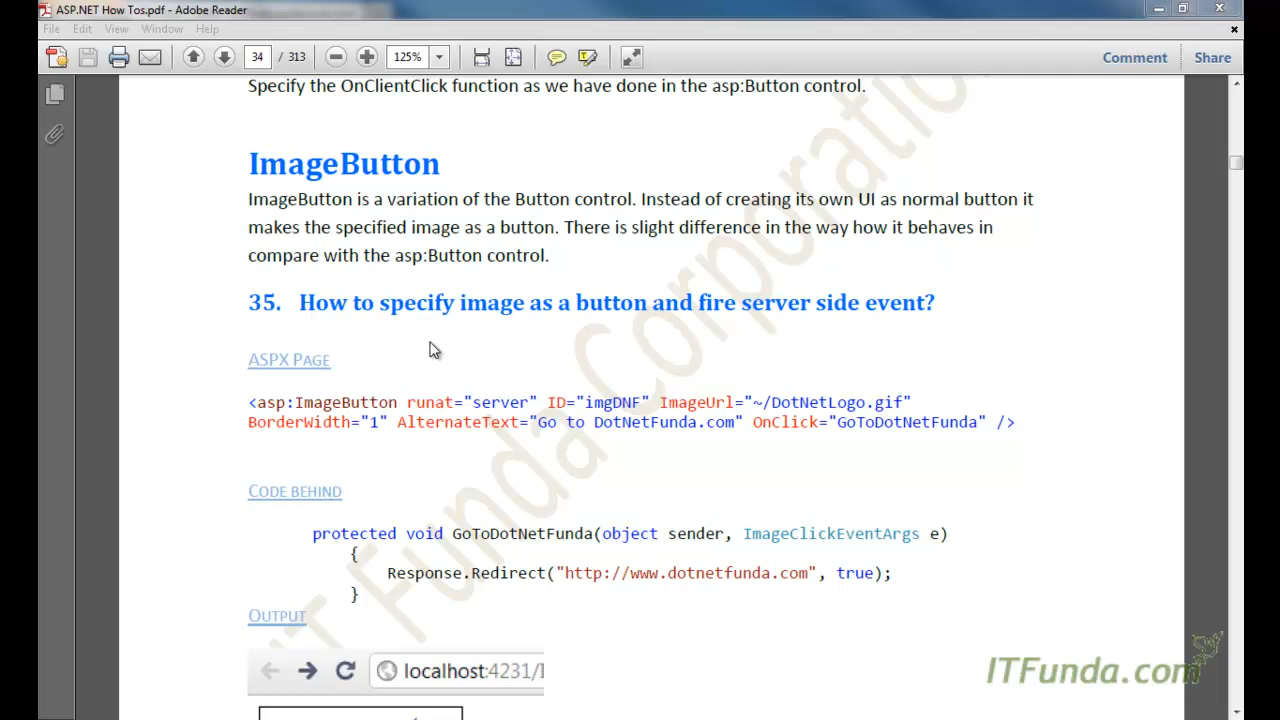 ASP.NET How Tos.pdf - Adobe Reader
File Edit View Window Help
34 / 313 125% Comment Share
Specify the OnClientClick function as we have done in the asp:Button control.
ImageButton
ImageButton is a variation of the Button control. Instead of creating its own UI as normal button it
makes the specified image as a button. There is slight difference in the way how it behaves in
compare with the asp:Button control.
35. How to specify image as a button and fire server side event?
ASPX PAGE
<asp:ImageButton runat="server" ID="imgDNF" ImageUrl="~/DotNetLogo.gif"
BorderWidth="1" AlternateText="Go to DotNetFunda.com" OnClick="GoToDotNetFunda" />
CODE BEHIND
protected void GoToDotNetFunda(object sender, ImageClickEventArgs e)
{
Response.Redirect("http://www.dotnetfunda.com", true);
}
OUTPUT
localhost:4231/
IT Funda Corporation
ITFunda.com